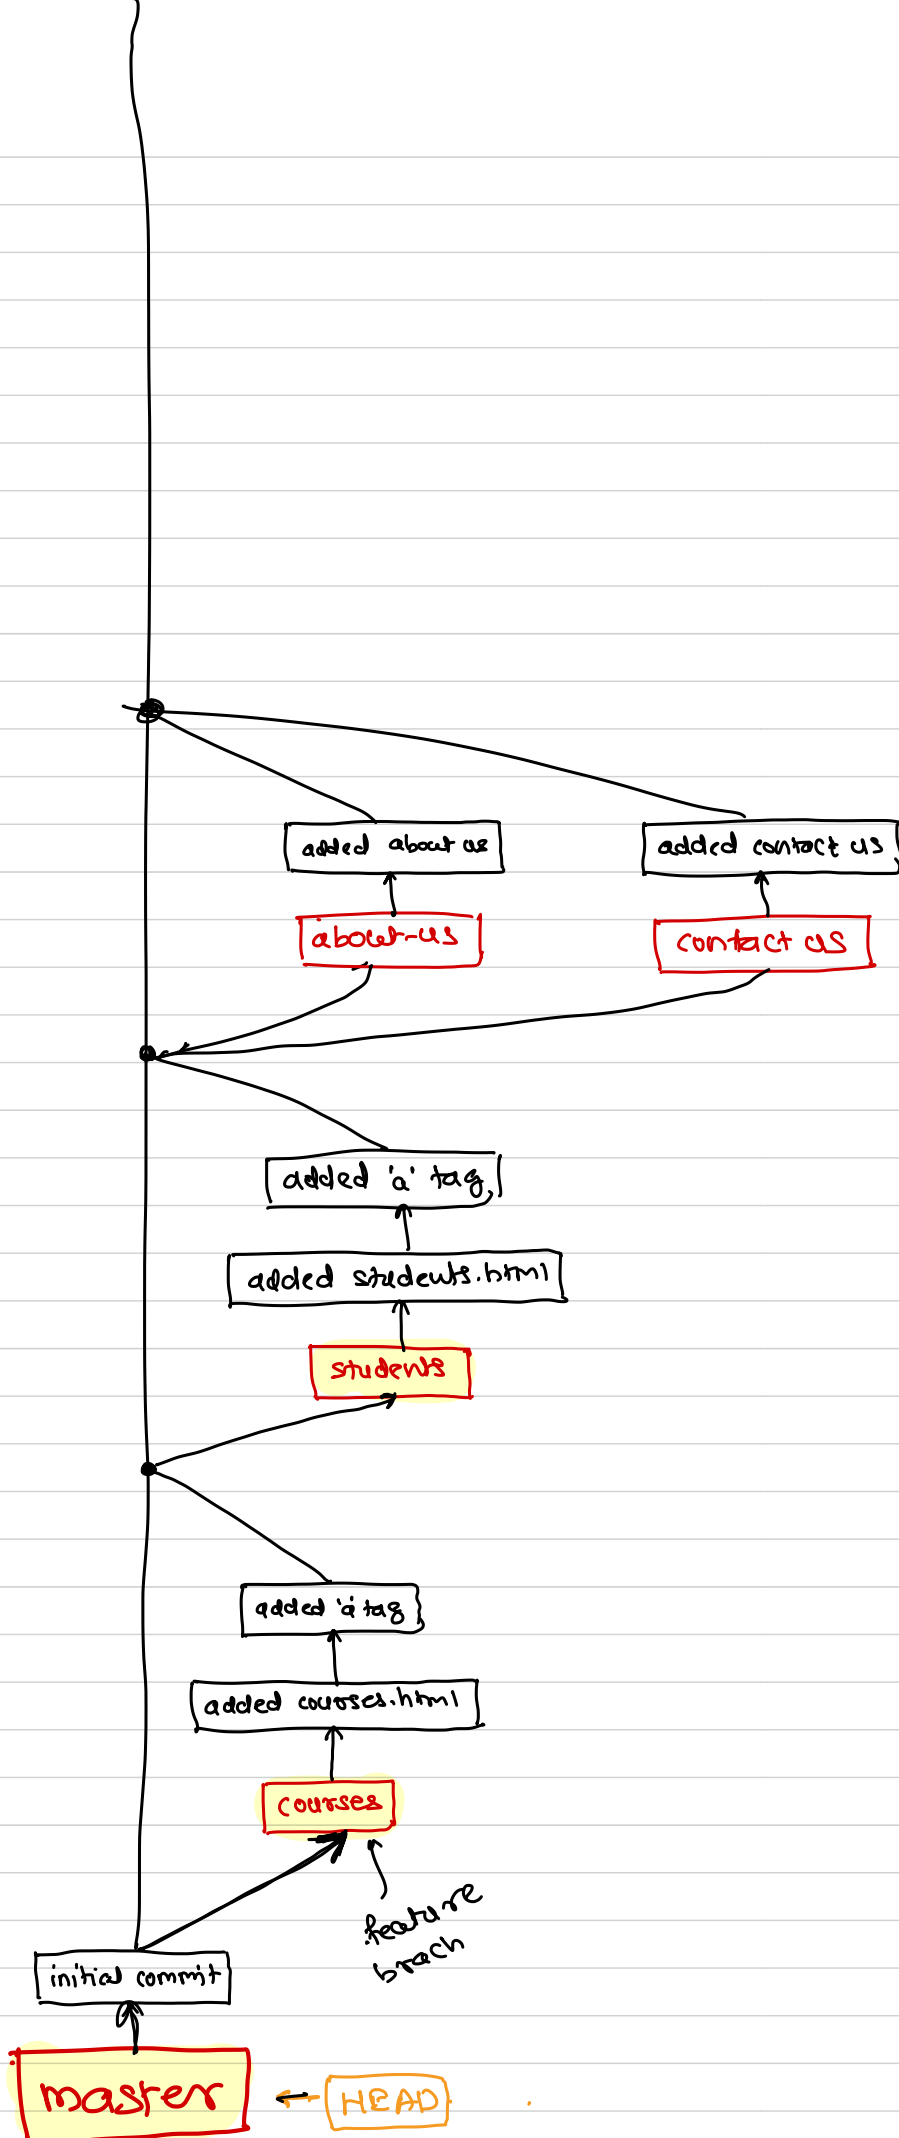 added about us
added contact us
about-us
contact us
added 'a' tag
added students.html
students
added 'a' tag
added courses.html
courses
feature
brach
initial commit
master
HEAD